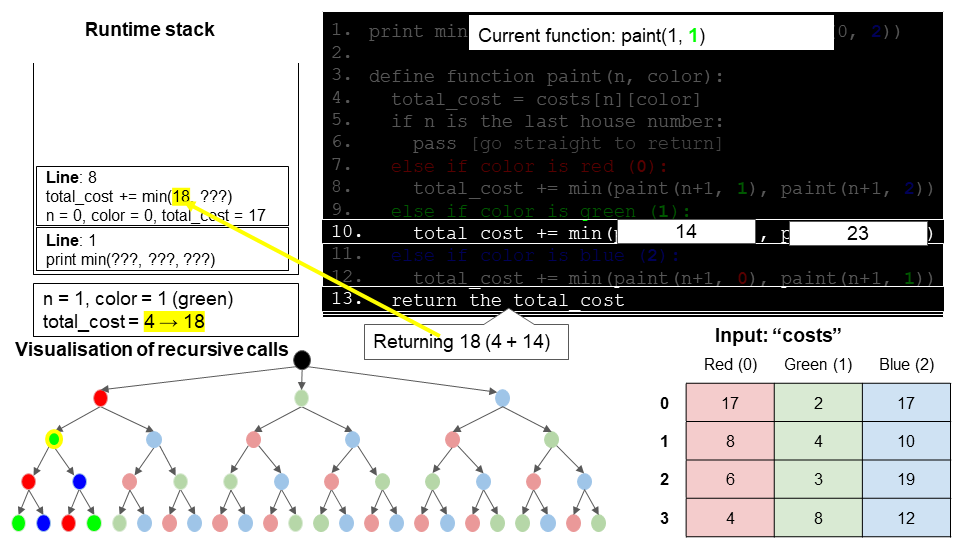 Runtime stack
Line: 8
total_cost += min(18, ???)
n = 0, color = 0, total_cost = 17
Line: 1
print min(???, ???, ???)
n = 1, color = 1 (green)
total_cost = 4 → 18
Current function: paint(1, 1)
1. print min 0, 2))
2.
3. define function paint(n, color):
4. total_cost = costs[n][color]
5. if n is the last house number:
6. pass [go straight to return]
7. else if color is red (0):
8. total_cost += min(paint(n+1, 1), paint(n+1, 2))
9. else if color is green (1):
10. total_cost += min( 14 , p 23 )
11. else if color is blue (2):
12. total_cost += min(paint(n+1, 0), paint(n+1, 1))
13. return the total_cost
Returning 18 (4 + 14)
Visualisation of recursive calls
Input: “costs”
Red (0) Green (1) Blue (2)
0 17 2 17
1 8 4 10
2 6 3 19
3 4 8 12